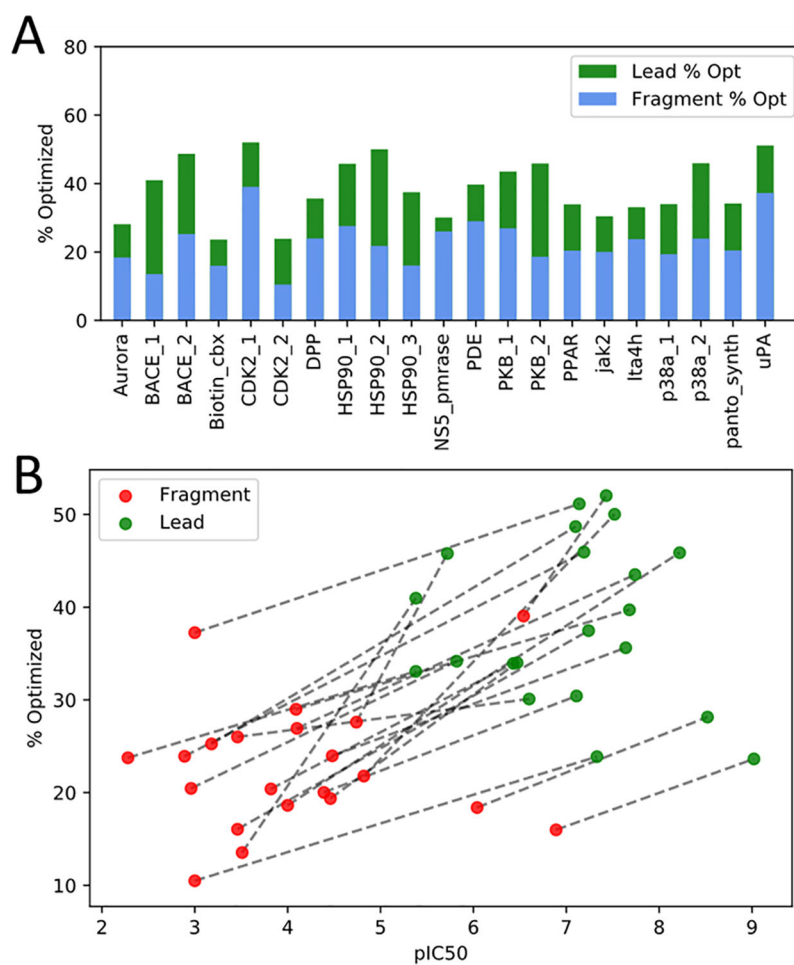 A
80
60
40
20
0
% Optimized
Lead % Opt
Fragment % Opt
Aurora
BACE_1
BACE_2
Biotin_cbx
CDK2_1
CDK2_2
DPP
HSP90_1
HSP90_2
HSP90_3
NS5_pmrase
PDE
PKB_1
PKB_2
PPAR
jak2
lta4h
p38a_1
p38a_2
panto_synth
uPA
B
Fragment
Lead
50
40
30
20
10
% Optimized
2 3 4 5 6 7 8 9
pIC50